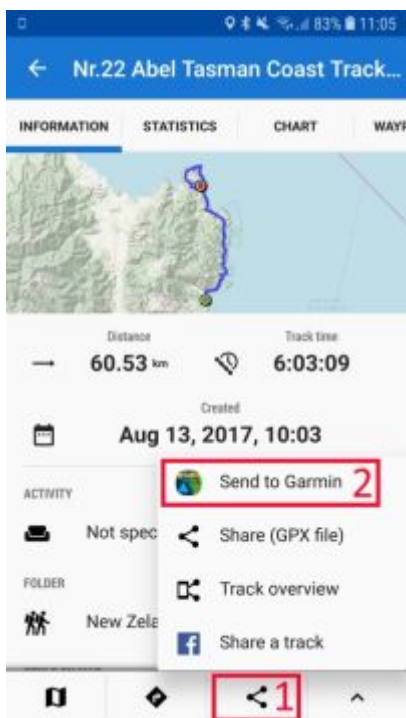 83% 11:05
Nr.22 Abel Tasman Coast Track...
INFORMATION STATISTICS CHART WAYP
Distance Track time
60.53 km 6:03:09
Created
Aug 13, 2017, 10:03
ACTIVITY
Send to Garmin 2
Not spec
Share (GPX file)
FOLDER
Track overview
New Zela
Share a track
1